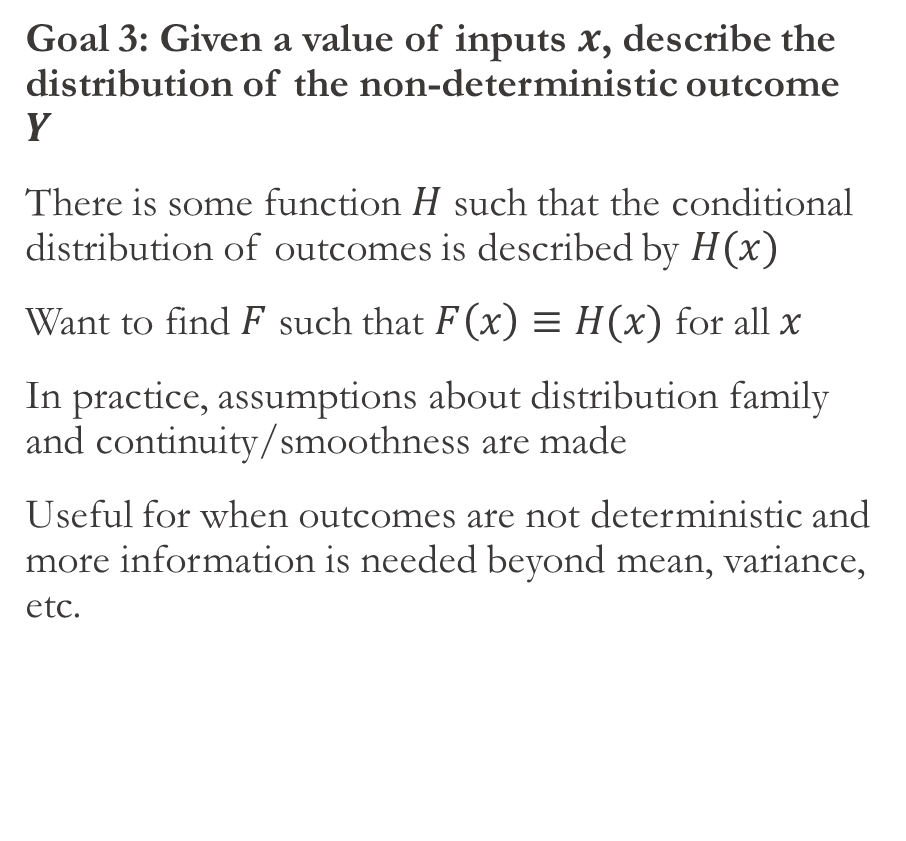 Goal 3: Given a value of inputs x, describe the
distribution of the non-deterministic outcome
Y
There is some function H such that the conditional
distribution of outcomes is described by H(x)
Want to find F such that F(x) ≡ H(x) for all x
In practice, assumptions about distribution family
and continuity/smoothness are made
Useful for when outcomes are not deterministic and
more information is needed beyond mean, variance,
etc.